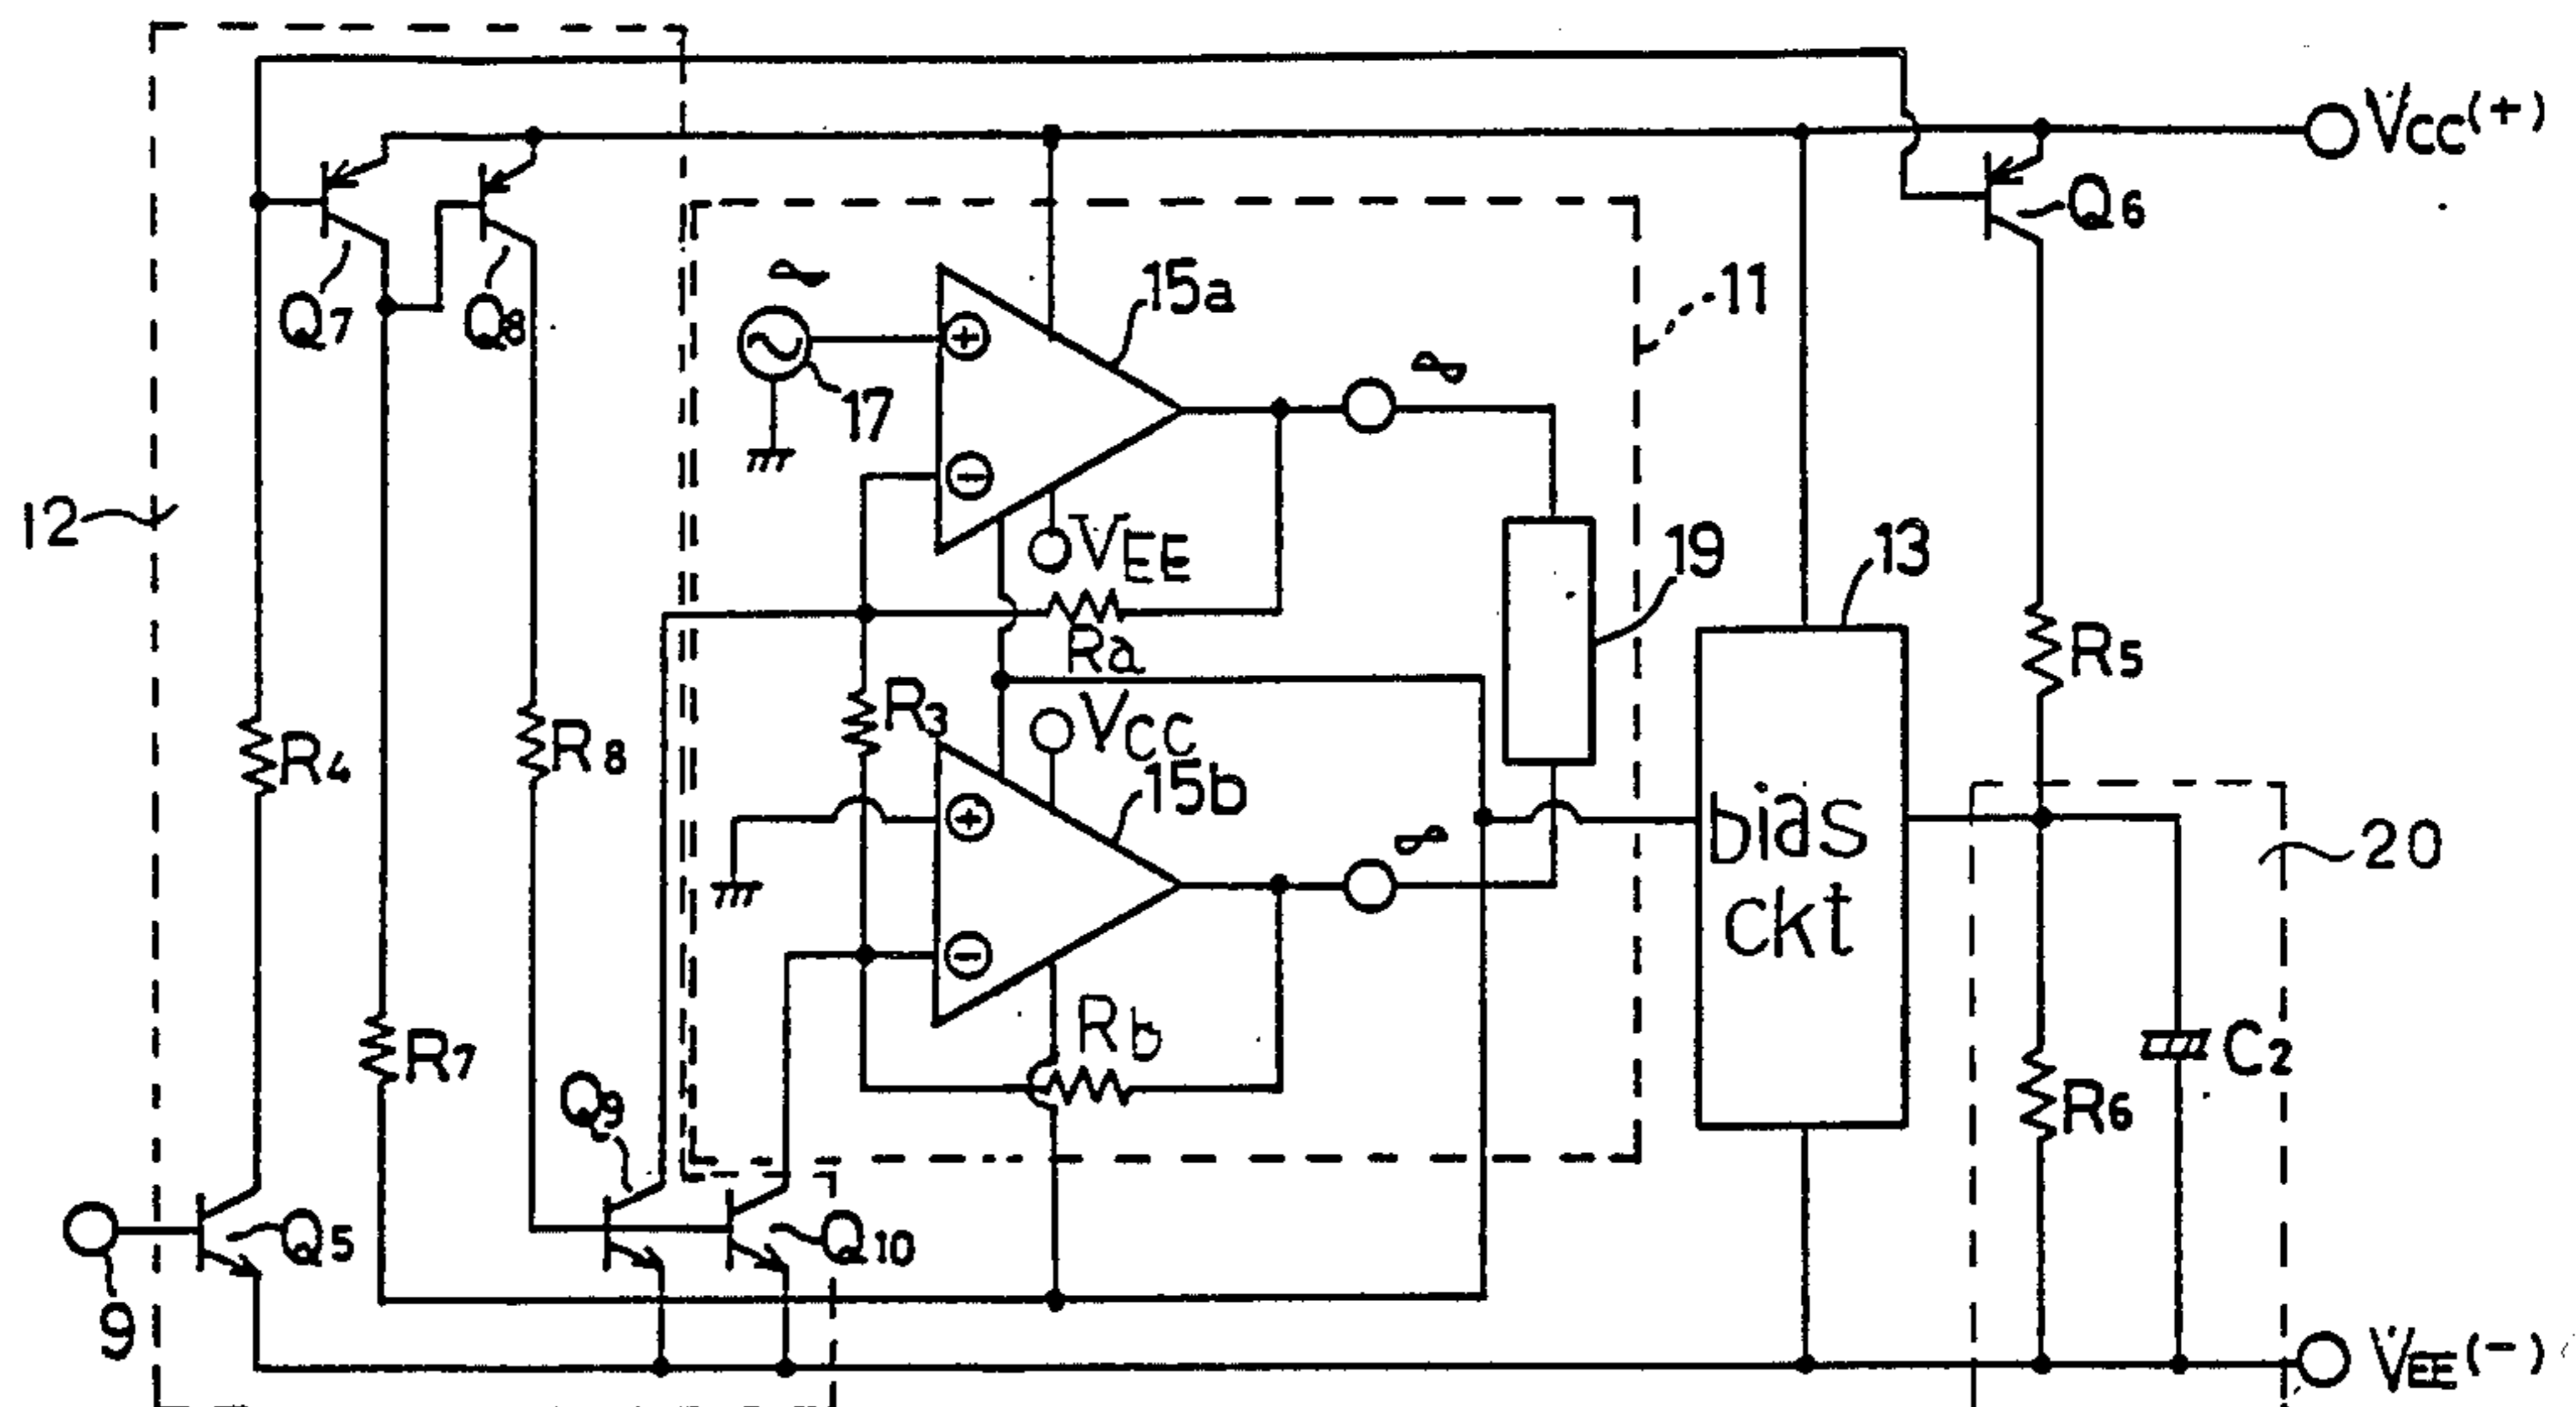 VCC(+)
Q6
Q7
Q8
15a
11
17
12
VEE
19
13
Ra
R5
R3
VCC
R4
R8
15b
bias
ckt
20
Rb
R7
C2
Q9
R6
Q5
Q10
9
VEE(-)